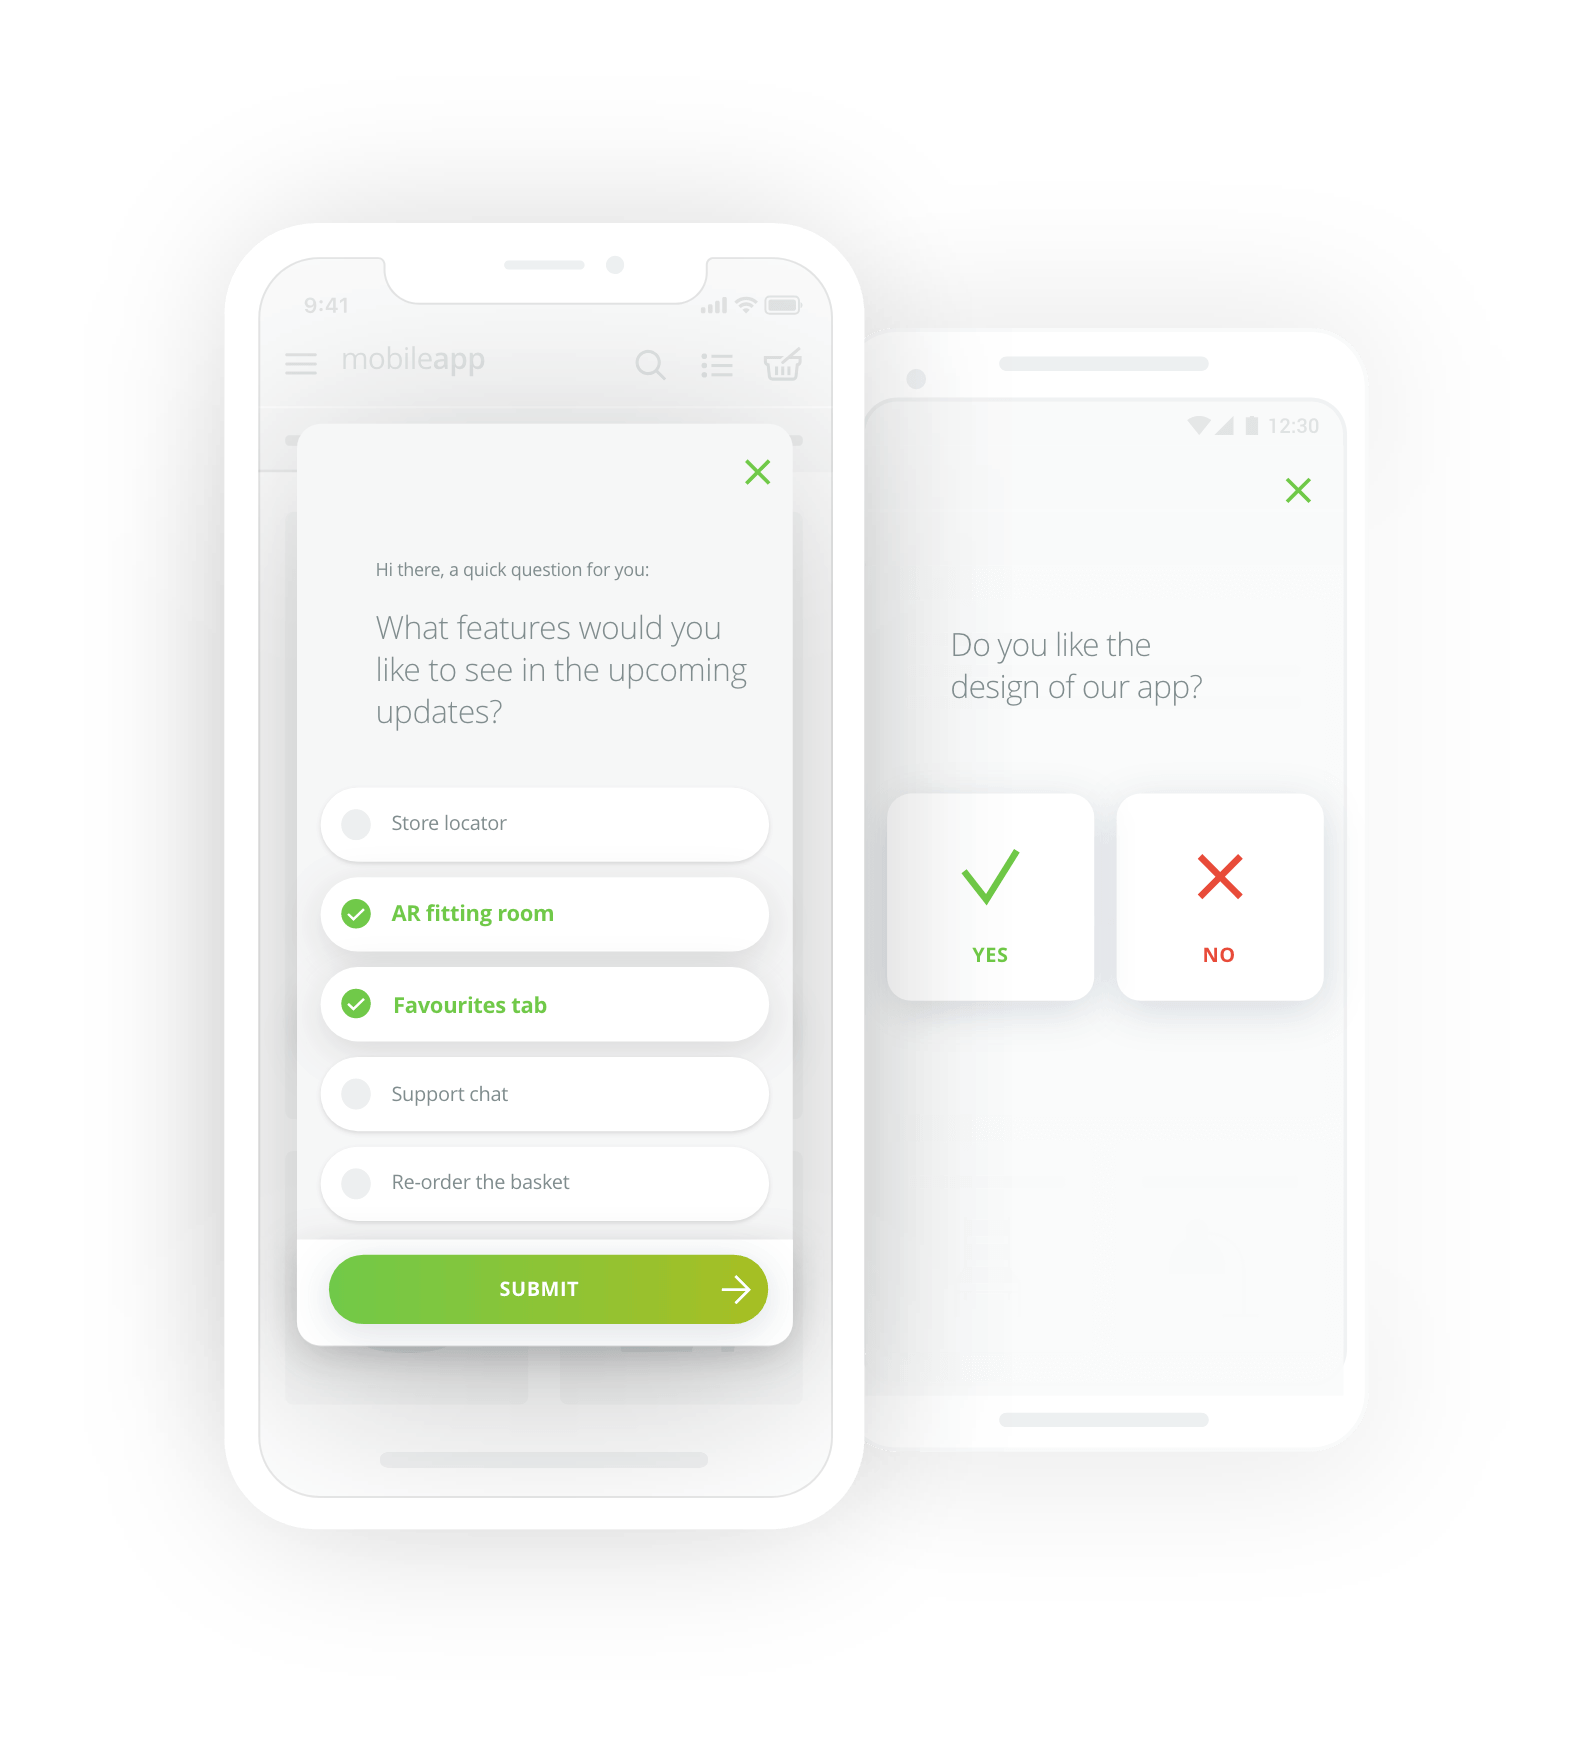 9:41
mobileapp
Hi there, a quick question for you:
What features would you
like to see in the upcoming
updates?
Store locator
AR fitting room
Favourites tab
Support chat
Re-order the basket
SUBMIT
12:30
Do you like the
design of our app?
YES
NO